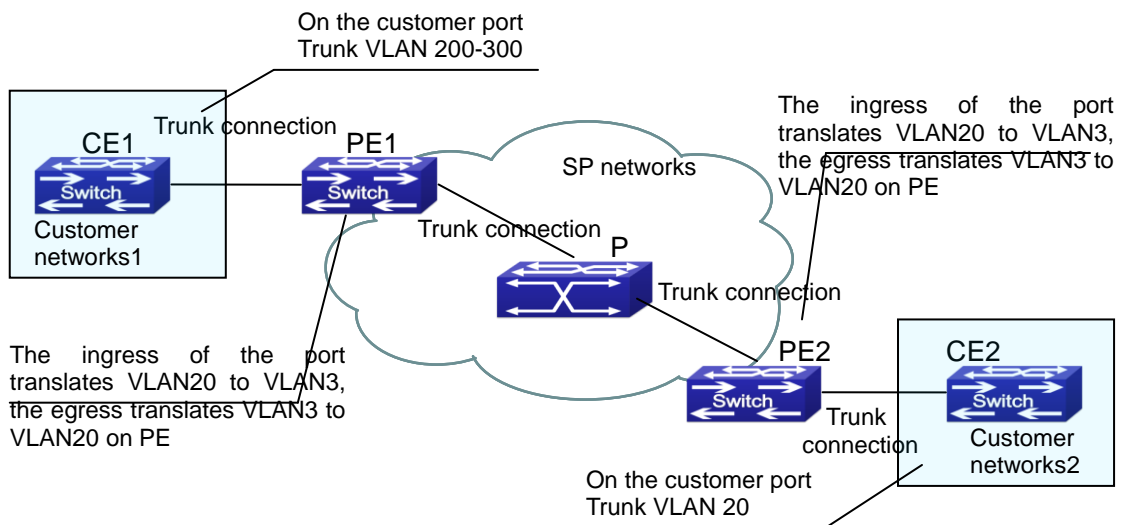 On the customer port
Trunk VLAN 200-300
The ingress of the port
translates VLAN20 to VLAN3,
the egress translates VLAN3 to
VLAN20 on PE
Trunk connection
CE1
PE1
SP networks
Switch
Switch
Customer
networks1
Trunk connection
P
Trunk connection
The ingress of the port
translates VLAN20 to VLAN3,
the egress translates VLAN3 to
VLAN20 on PE
PE2
CE2
Switch
Switch
Trunk
connection
Customer
networks2
On the customer port
Trunk VLAN 20